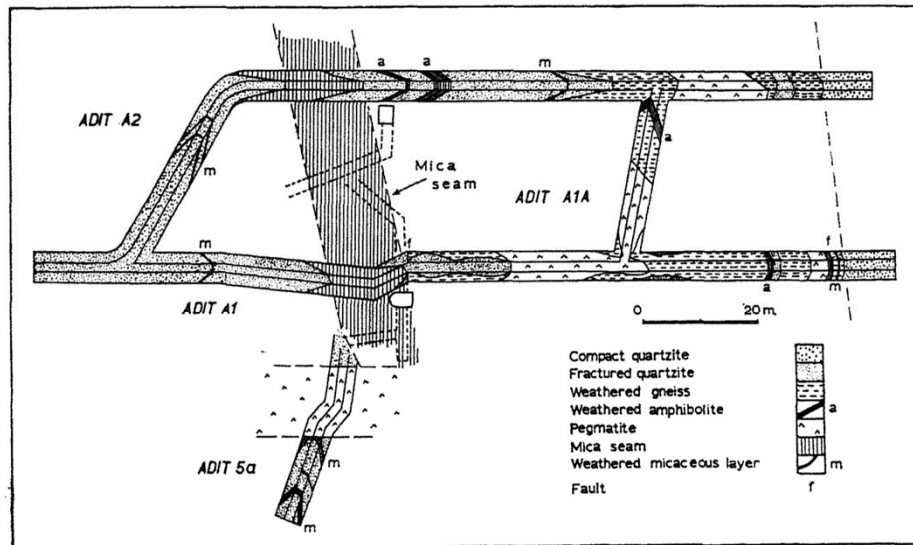 a
a
m
ADIT A2
a
Mica
seam
ADIT A1A
m
m
f
f
ADIT A1
a
m
0
20 m.
Compact quartzite
Fractured quartzite
Weathered gneiss
Weathered amphibolite
a
Pegmatite
Mica seam
Weathered micaceous layer
m
Fault
f
ADIT 5a
m
m